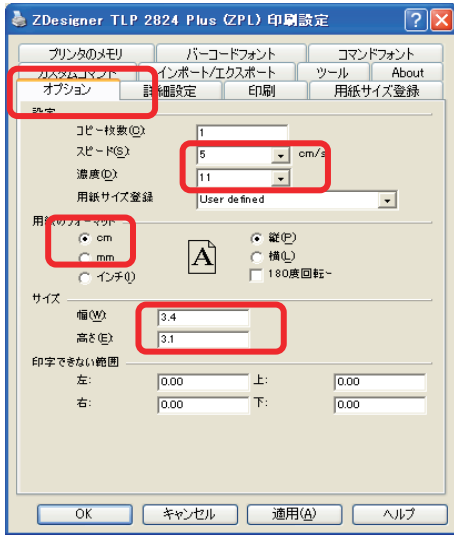 ZDesigner TLP 2824 Plus (ZPL) 印刷設定
プリンタのメモリ バーコードフォント コマンドフォント
カスタムコマンド インポート/エクスポート ツール About
オプション 詳細設定 印刷 用紙サイズ登録
設定
コピー枚数(C): 1
スピード(S): 5 cm/s
濃度(D): 11
用紙サイズ登録 User defined
用紙のフォーマット
cm 縦(P)
mm A 横(L)
インチ(I) 180度回転~
サイズ
幅(W): 3.4
高さ(E): 3.1
印字できない範囲
左: 0.00 上: 0.00
右: 0.00 下: 0.00
OK キャンセル 適用(A) ヘルプ